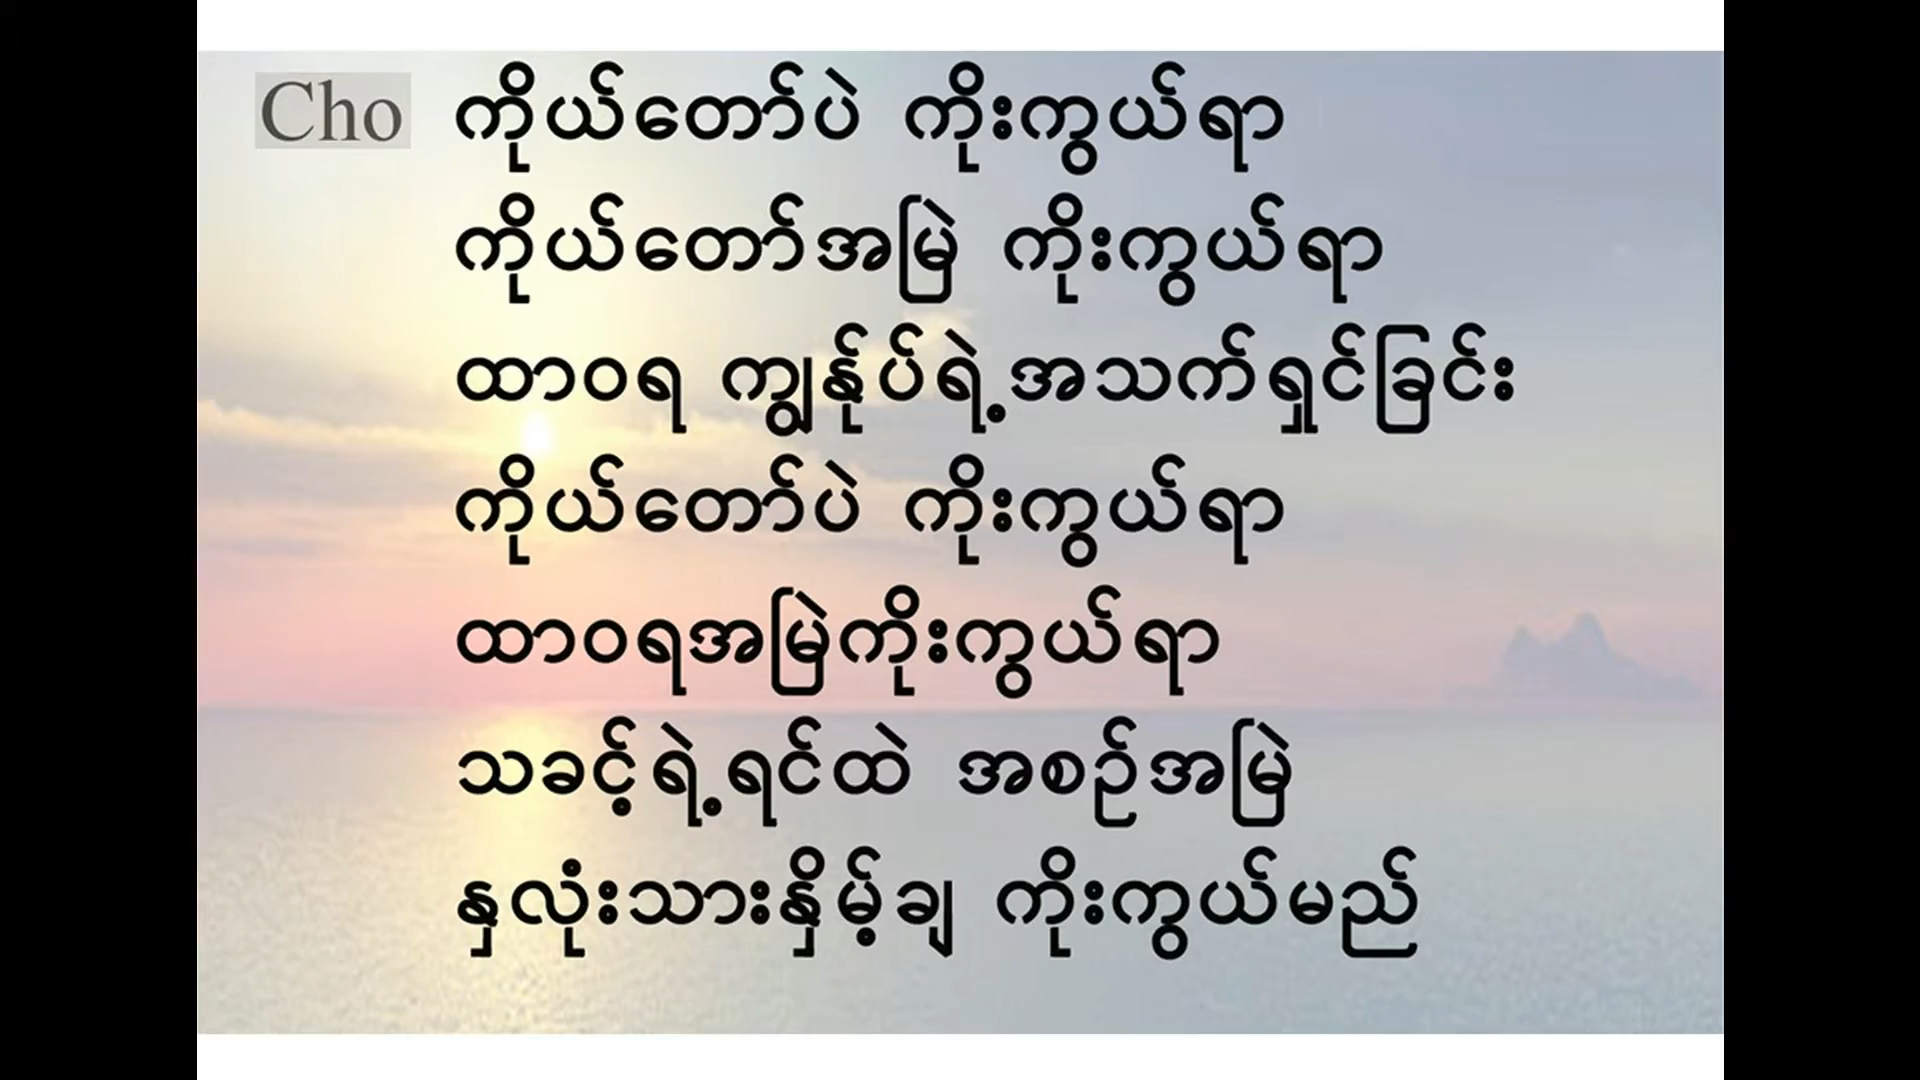 Cho ကိုယ်တော်ပဲ ကိုးကွယ်ရာ
ကိုယ်တော်အမြဲ ကိုးကွယ်ရာ
ထာဝရ ကျွန်ုပ်ရဲ့အသက်ရှင်ခြင်း
ကိုယ်တော်ပဲ ကိုးကွယ်ရာ
ထာဝရအမြဲကိုးကွယ်ရာ
သခင့်ရဲ့ရင်ထဲ အစဉ်အမြဲ
နှလုံးသားနှိမ့်ချ ကိုးကွယ်မည်